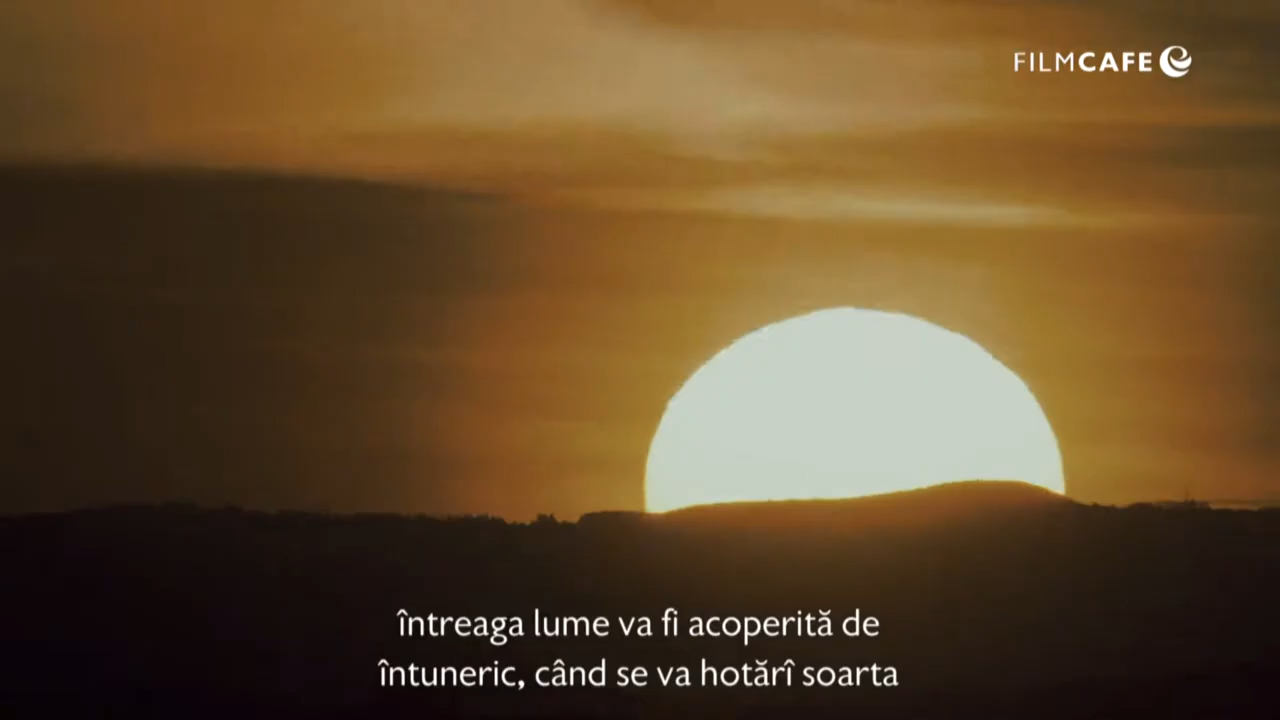 FILMCAFE
întreaga lume va fi acoperită de
întuneric, când se va hotărî soarta